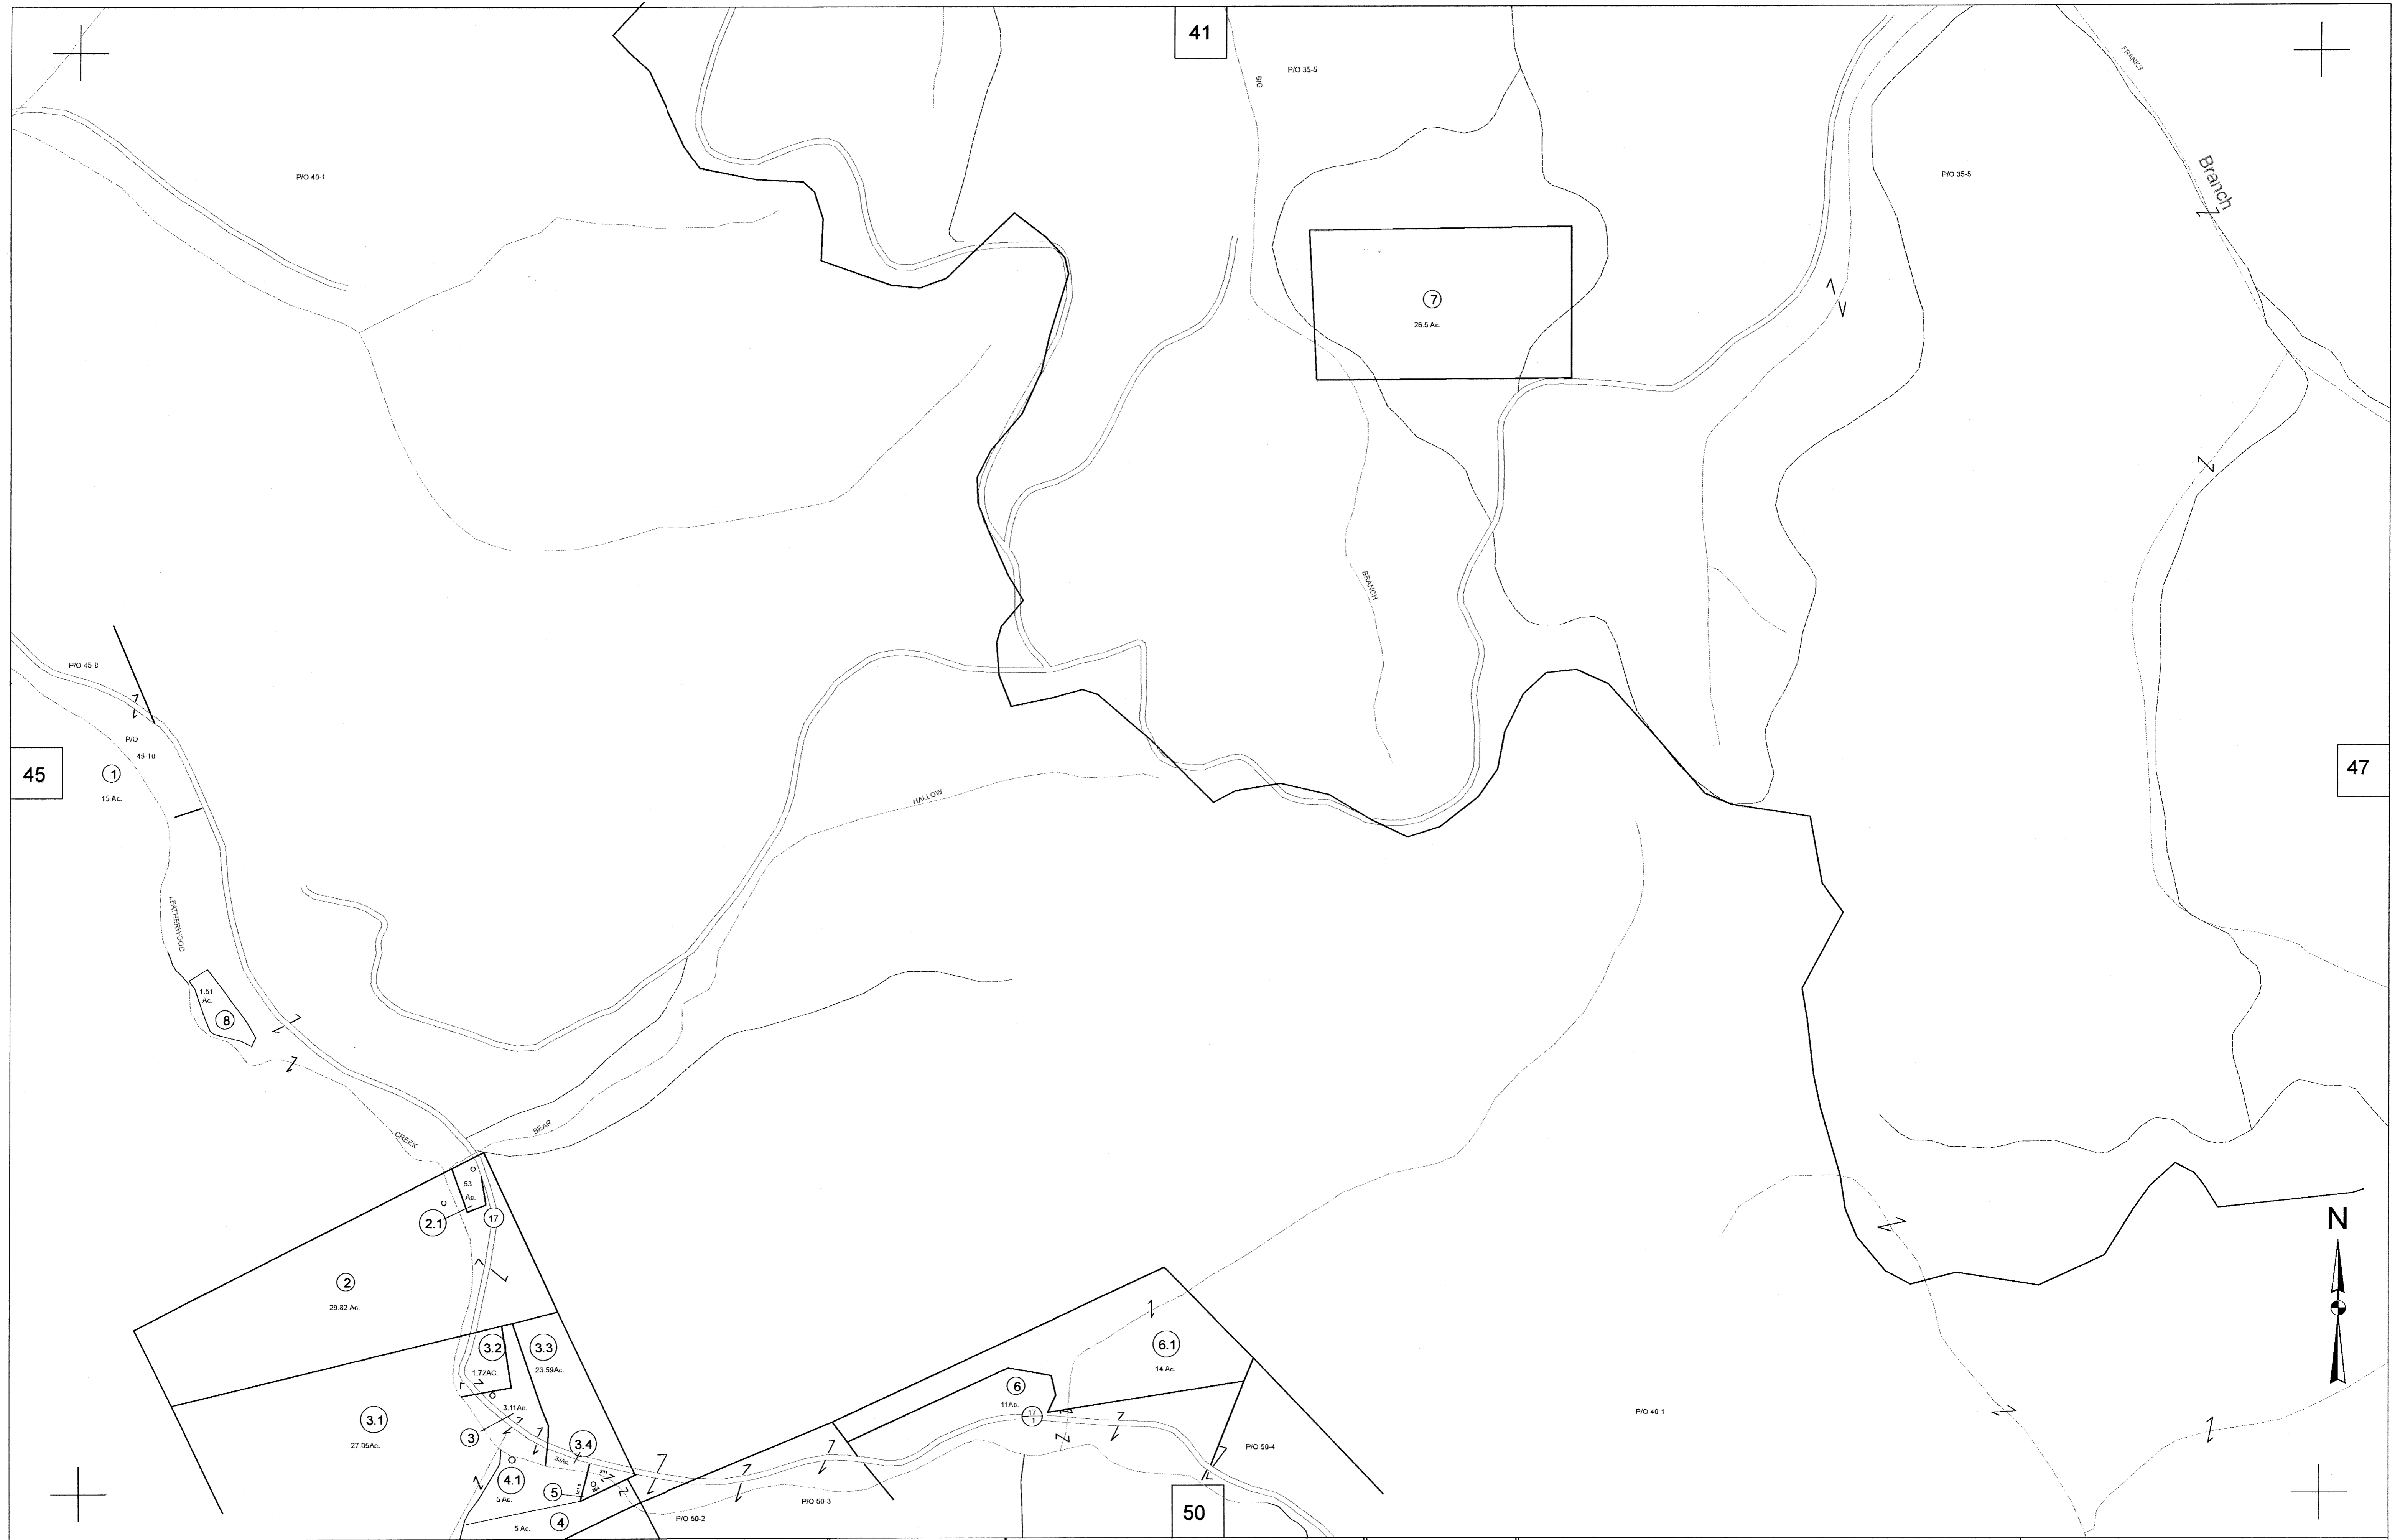 41
BIG
P/O 35-5
FRANKS
Branch
P/O 40-1
P/O 35-5
7
26.5 Ac.
BRANCH
P/O 45-8
P/O
45-10
45
1
15 Ac.
47
HALLOW
LEATHERWOOD
1.51
Ac.
8
CREEK
BEAR
.53
Ac.
2.1
17
N
2
29.82 Ac.
3.2
1.72AC.
3.3
23.59Ac.
6.1
14 Ac.
6
11Ac.
17
1
3.11Ac.
3
3.1
27.05Ac.
3.4
P/O 40-1
P/O 50-4
4.1
5 Ac.
5
P/O 50-3
50
P/O 50-2
4
5 Ac.